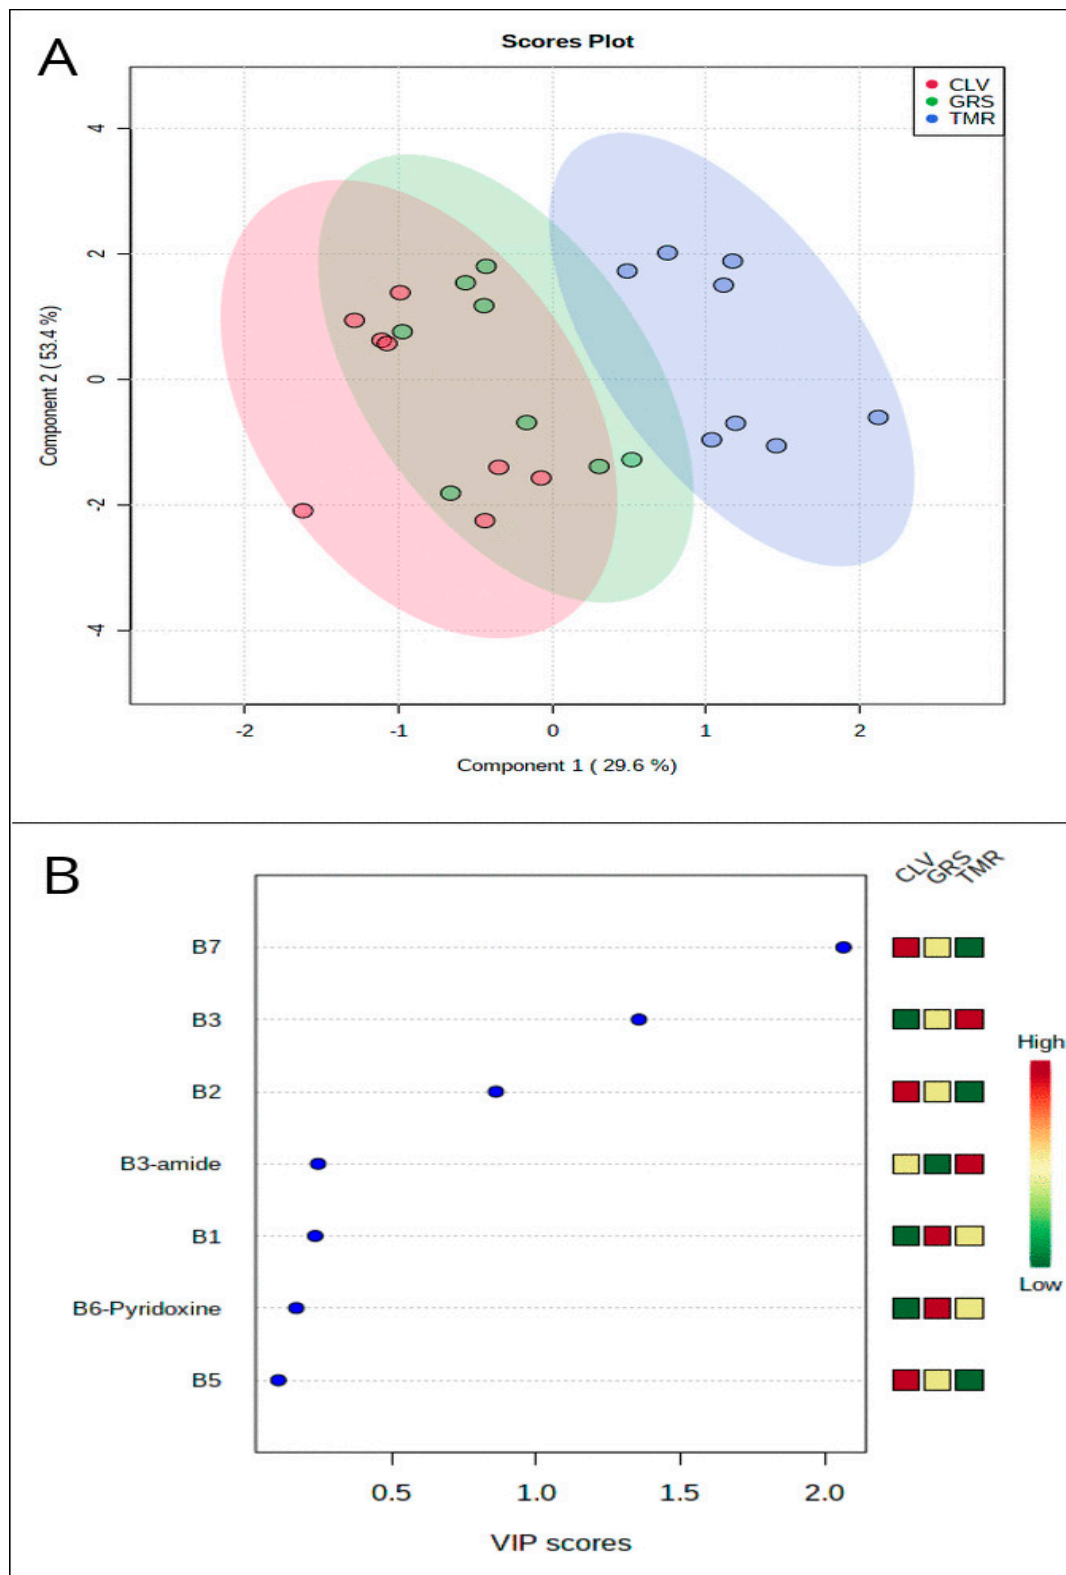 A
Scores Plot
CLV
GRS
TMR
Component 2 ( 53.4 %)
4
2
0
-2
-4
-2 -1 0 1 2
Component 1 ( 29.6 %)
B
CLV GRS TMR
B7
B3
B2
B3-amide
B1
B6-Pyridoxine
B5
High
Low
0.5 1.0 1.5 2.0
VIP scores